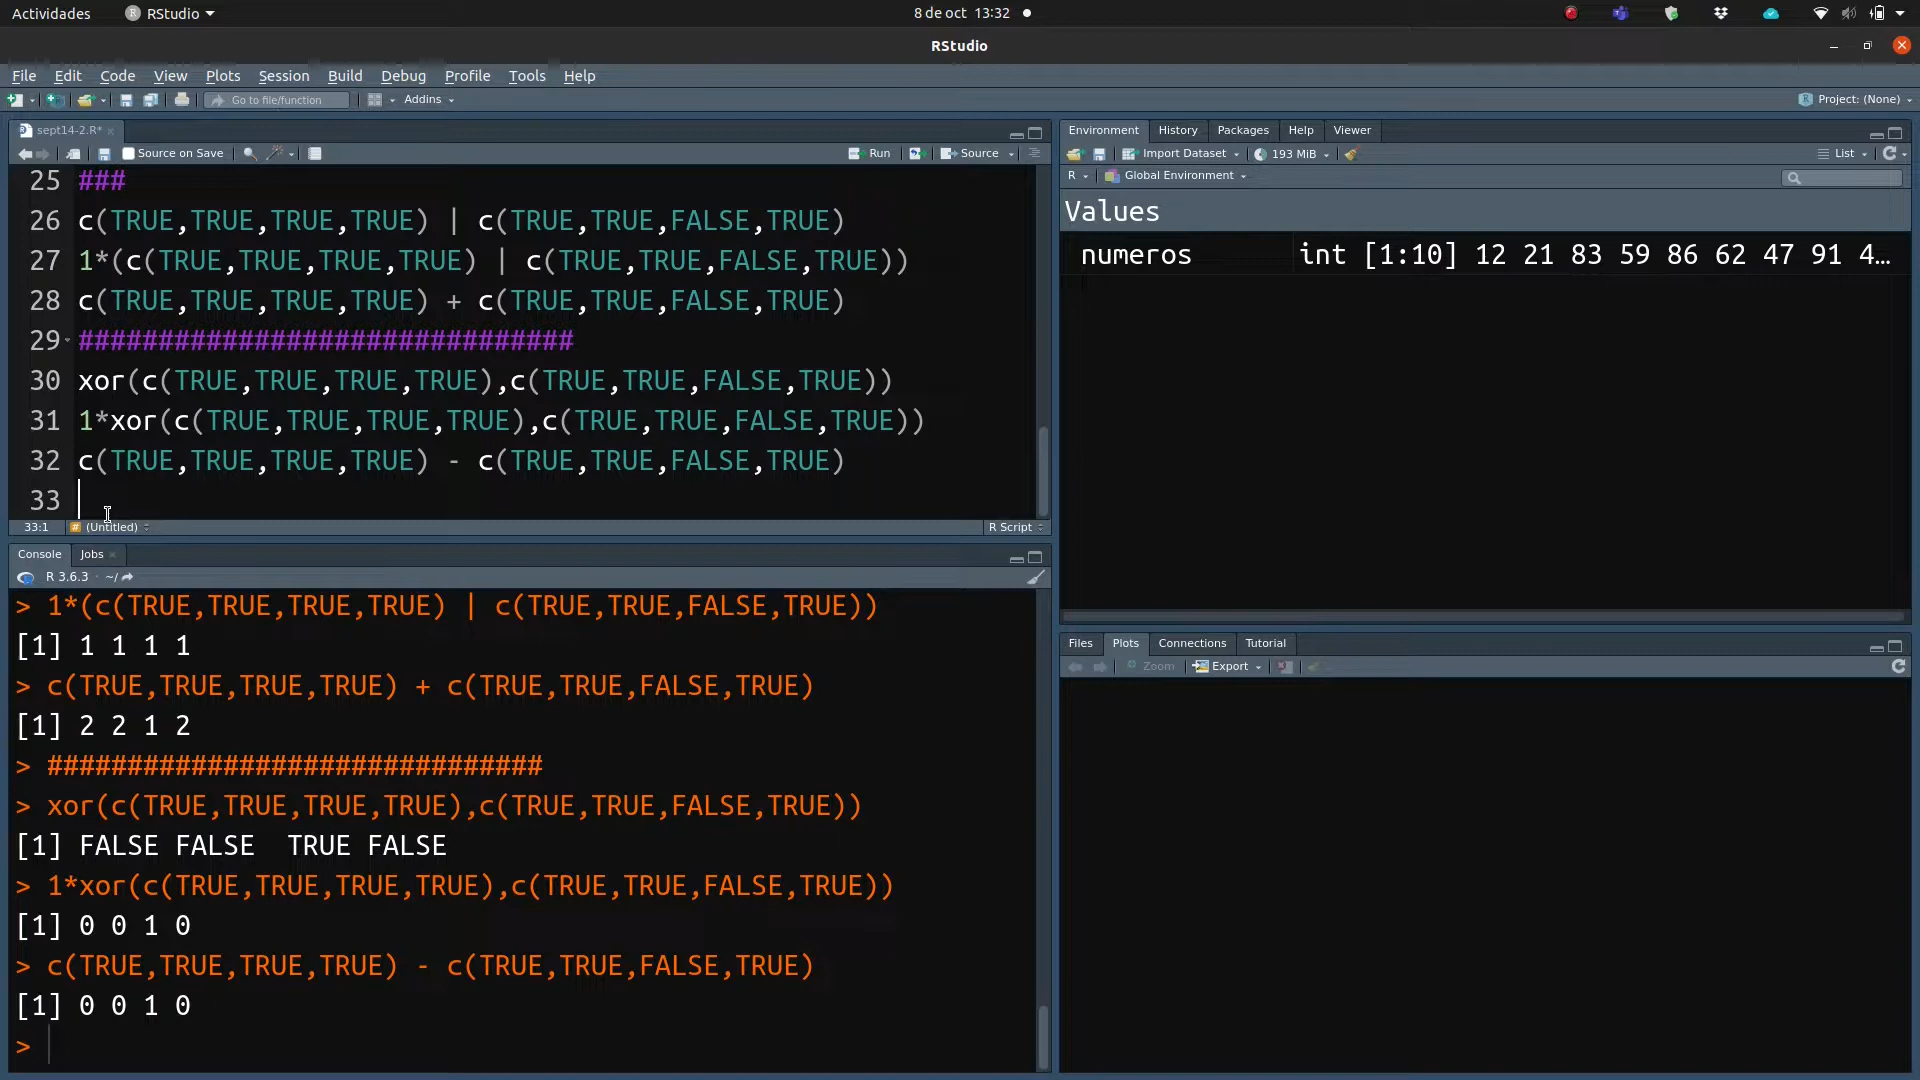 Actividades RStudio 8 de oct 13:32
RStudio
File Edit Code View Plots Session Build Debug Profile Tools Help
Go to file/function Addins Project: (None)
sept14-2.R*
Source on Save Run Source
25 ###
26 c(TRUE,TRUE,TRUE,TRUE) | c(TRUE,TRUE,FALSE,TRUE)
27 1*(c(TRUE,TRUE,TRUE,TRUE) | c(TRUE,TRUE,FALSE,TRUE))
28 c(TRUE,TRUE,TRUE,TRUE) + c(TRUE,TRUE,FALSE,TRUE)
29 ###############################
30 xor(c(TRUE,TRUE,TRUE,TRUE),c(TRUE,TRUE,FALSE,TRUE))
31 1*xor(c(TRUE,TRUE,TRUE,TRUE),c(TRUE,TRUE,FALSE,TRUE))
32 c(TRUE,TRUE,TRUE,TRUE) - c(TRUE,TRUE,FALSE,TRUE)
33
33:1 # (Untitled) R Script
Console Jobs
R 3.6.3 · ~/
> 1*(c(TRUE,TRUE,TRUE,TRUE) | c(TRUE,TRUE,FALSE,TRUE))
[1] 1 1 1 1
> c(TRUE,TRUE,TRUE,TRUE) + c(TRUE,TRUE,FALSE,TRUE)
[1] 2 2 1 2
> ###############################
> xor(c(TRUE,TRUE,TRUE,TRUE),c(TRUE,TRUE,FALSE,TRUE))
[1] FALSE FALSE  TRUE FALSE
> 1*xor(c(TRUE,TRUE,TRUE,TRUE),c(TRUE,TRUE,FALSE,TRUE))
[1] 0 0 1 0
> c(TRUE,TRUE,TRUE,TRUE) - c(TRUE,TRUE,FALSE,TRUE)
[1] 0 0 1 0
>
Environment History Packages Help Viewer
Import Dataset 193 MiB List
R Global Environment
Values
numeros int [1:10] 12 21 83 59 86 62 47 91 4…
Files Plots Connections Tutorial
Zoom Export